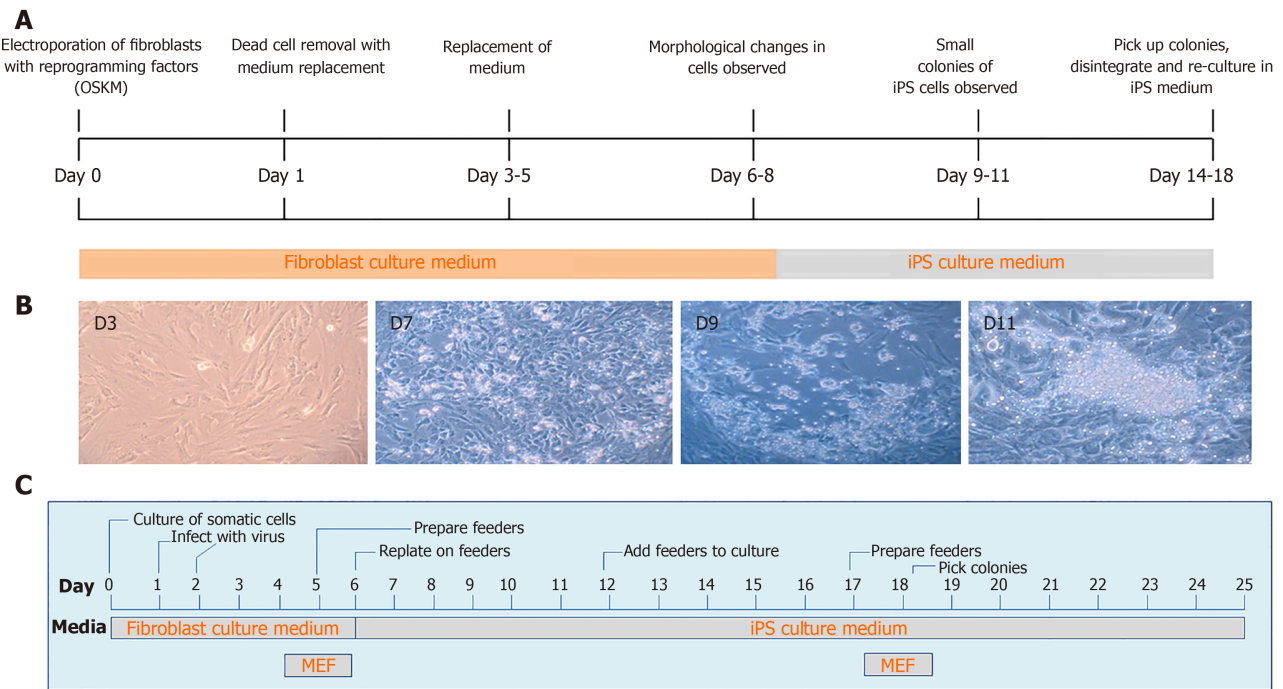 A
Electroporation of fibroblasts
with reprogramming factors
(OSKM)
Dead cell removal with
medium replacement
Replacement of
medium
Morphological changes in
cells observed
Small
colonies of
iPS cells observed
Pick up colonies,
disintegrate and re-culture in
iPS medium
Day 0
Day 1
Day 3-5
Day 6-8
Day 9-11
Day 14-18
Fibroblast culture medium
iPS culture medium
B
D3
D7
D9
D11
C
Culture of somatic cells
Infect with virus
Prepare feeders
Replate on feeders
Add feeders to culture
Prepare feeders
Pick colonies
Day 0 1 2 3 4 5 6 7 8 9 10 11 12 13 14 15 16 17 18 19 20 21 22 23 24 25
Media Fibroblast culture medium iPS culture medium
MEF MEF